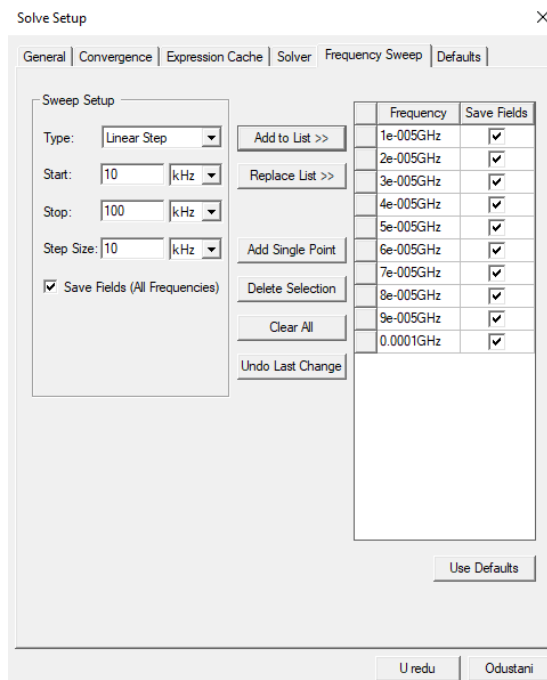 Solve Setup
General Convergence Expression Cache Solver Frequency Sweep Defaults
Sweep Setup
Type: Linear Step
Start: 10 kHz
Stop: 100 kHz
Step Size: 10 kHz
Save Fields (All Frequencies)
Add to List >>
Replace List >>
Add Single Point
Delete Selection
Clear All
Undo Last Change
Frequency Save Fields
1e-005GHz
2e-005GHz
3e-005GHz
4e-005GHz
5e-005GHz
6e-005GHz
7e-005GHz
8e-005GHz
9e-005GHz
0.0001GHz
Use Defaults
U redu Odustani